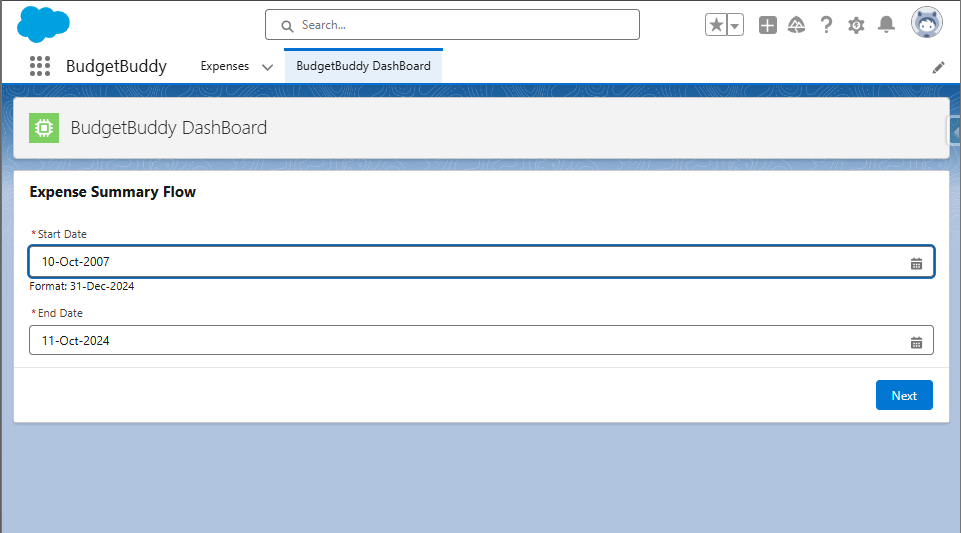 Search...
BudgetBuddy
Expenses
BudgetBuddy DashBoard
BudgetBuddy DashBoard
Expense Summary Flow
*Start Date
10-Oct-2007
Format: 31-Dec-2024
*End Date
11-Oct-2024
Next